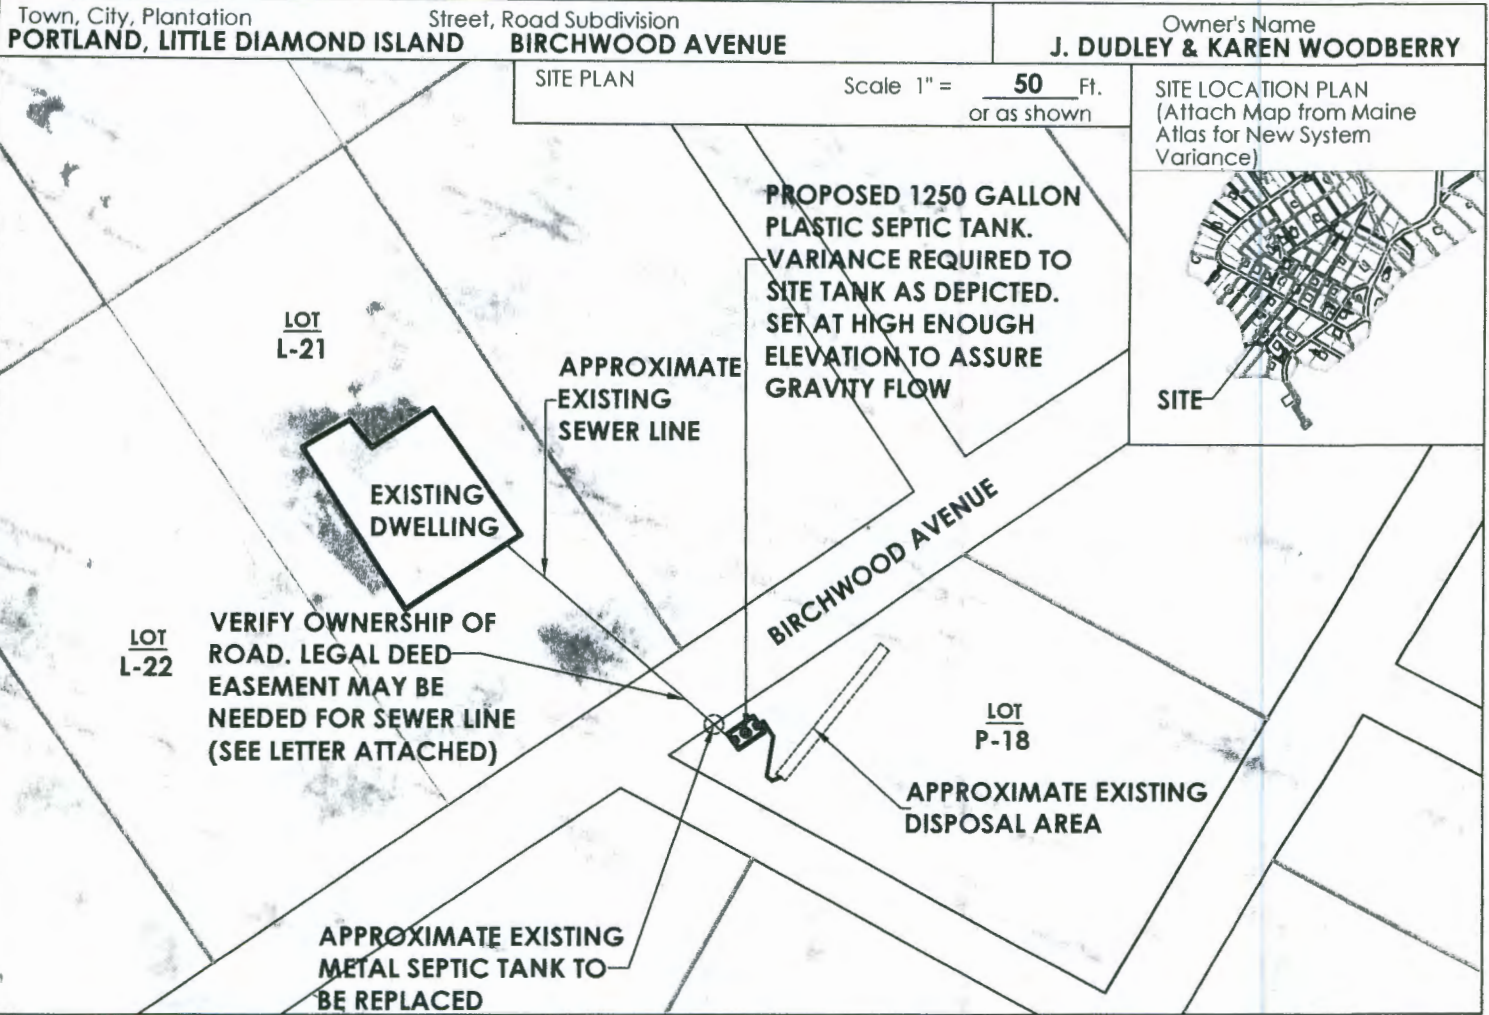 Town, City, Plantation Street, Road Subdivision Owner's Name
PORTLAND, LITTLE DIAMOND ISLAND BIRCHWOOD AVENUE J. DUDLEY & KAREN WOODBERRY
SITE PLAN Scale 1" = 50 Ft.
or as shown
SITE LOCATION PLAN
(Attach Map from Maine
Atlas for New System
Variance)
SITE
PROPOSED 1250 GALLON
PLASTIC SEPTIC TANK.
VARIANCE REQUIRED TO
SITE TANK AS DEPICTED.
SET AT HIGH ENOUGH
ELEVATION TO ASSURE
GRAVITY FLOW
LOT
L-21
APPROXIMATE
EXISTING
SEWER LINE
EXISTING
DWELLING
BIRCHWOOD AVENUE
LOT
L-22
VERIFY OWNERSHIP OF
ROAD. LEGAL DEED
EASEMENT MAY BE
NEEDED FOR SEWER LINE
(SEE LETTER ATTACHED)
LOT
P-18
APPROXIMATE EXISTING
DISPOSAL AREA
APPROXIMATE EXISTING
METAL SEPTIC TANK TO
BE REPLACED